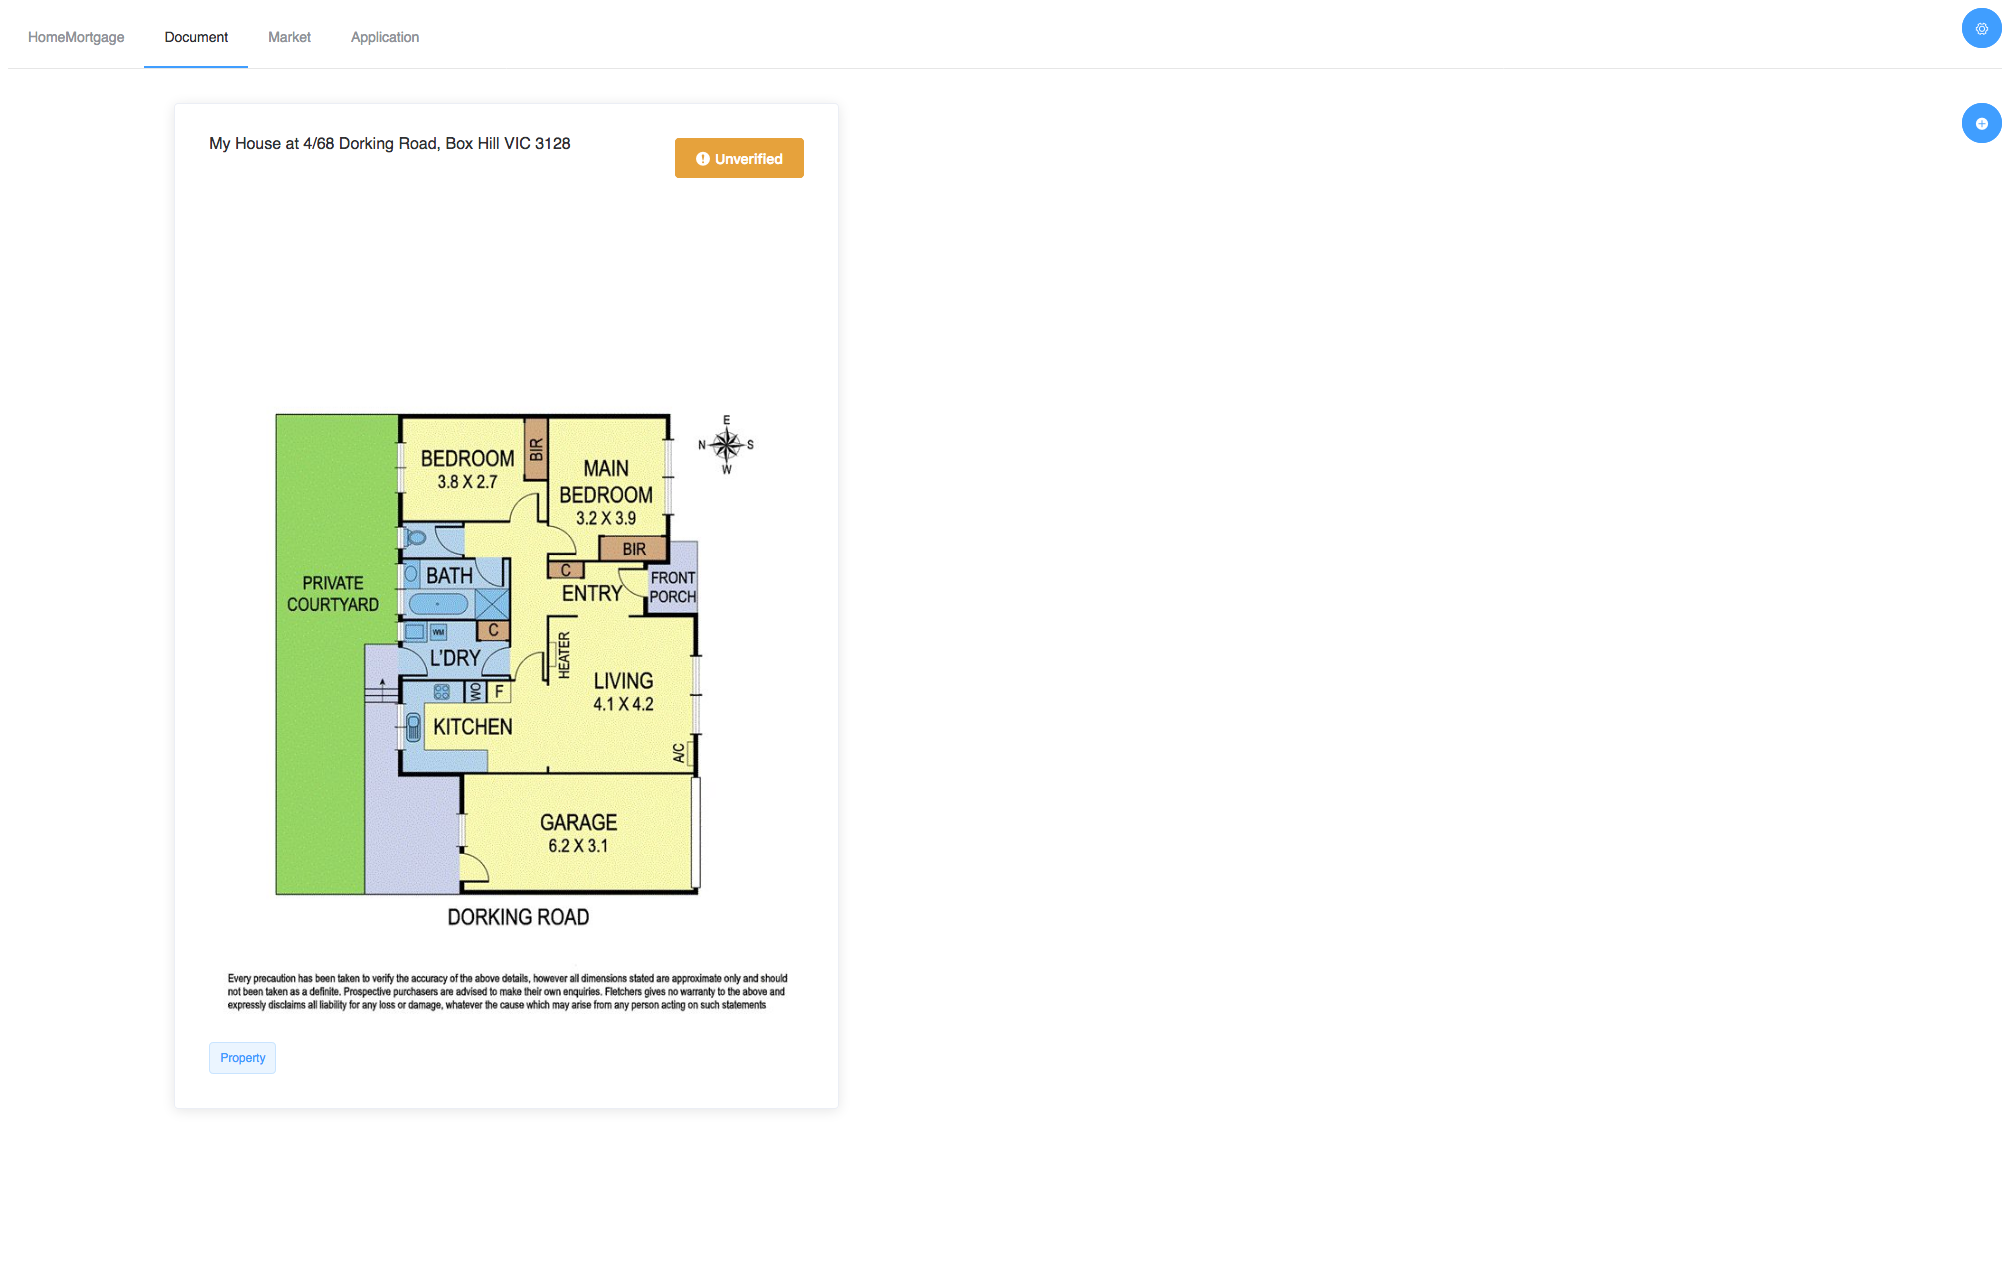 HomeMortgage Document Market Application
My House at 4/68 Dorking Road, Box Hill VIC 3128
Unverified
E
N S
W
BEDROOM
3.8 X 2.7
BIR
MAIN
BEDROOM
3.2 X 3.9
BIR
C
ENTRY
FRONT
PORCH
BATH
PRIVATE
COURTYARD
WM
C
L'DRY
HEATER
LIVING
4.1 X 4.2
WO
F
KITCHEN
A/C
GARAGE
6.2 X 3.1
DORKING ROAD
Every precaution has been taken to verify the accuracy of the above details, however all dimensions stated are approximate only and should
not been taken as a definite. Prospective purchasers are advised to make their own enquiries. Fletchers gives no warranty to the above and
expressly disclaims all liability for any loss or damage, whatever the cause which may arise from any person acting on such statements
Property